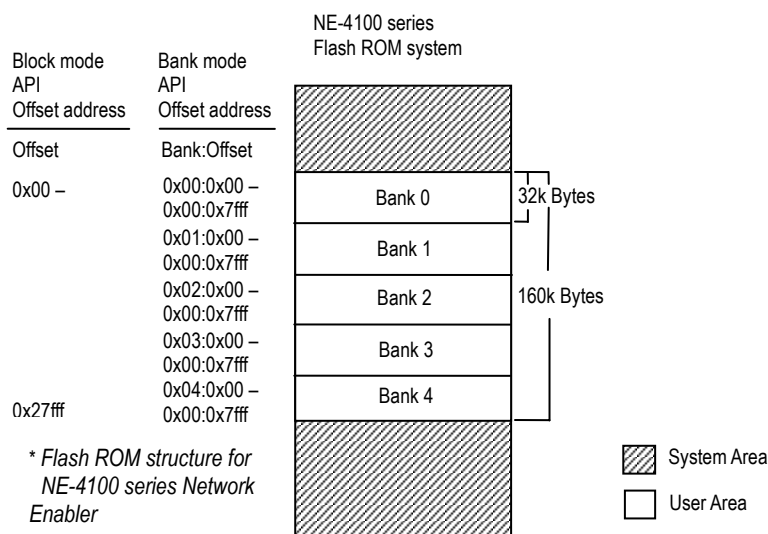 NE-4100 series
Flash ROM system
Block mode
API
Offset address
Bank mode
API
Offset address
Offset
Bank:Offset
0x00 –
0x00:0x00 –
0x00:0x7fff
0x01:0x00 –
0x00:0x7fff
0x02:0x00 –
0x00:0x7fff
0x03:0x00 –
0x00:0x7fff
0x04:0x00 –
0x00:0x7fff
0x27fff
Bank 0
Bank 1
Bank 2
Bank 3
Bank 4
32k Bytes
160k Bytes
* Flash ROM structure for
NE-4100 series Network
Enabler
System Area
User Area